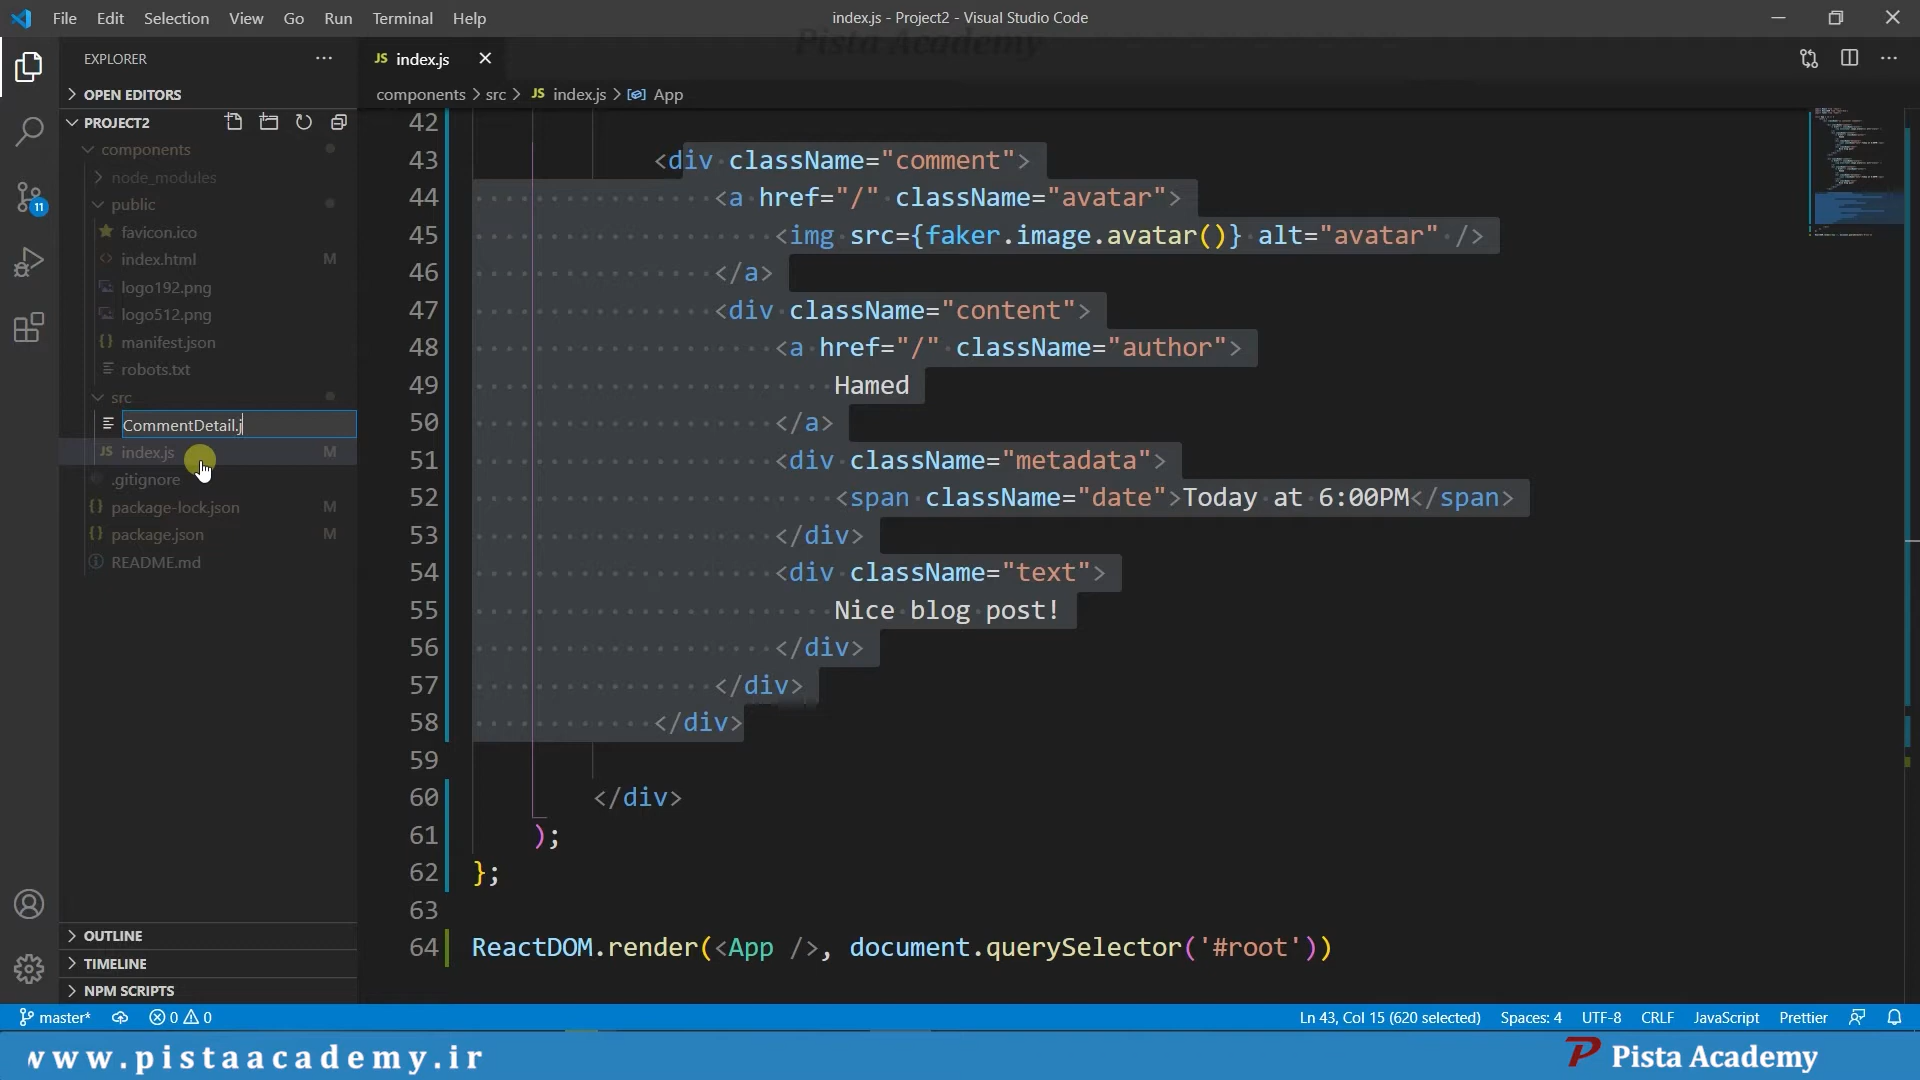 File Edit Selection View Go Run Terminal Help
index.js - Project2 - Visual Studio Code
Pista Academy
EXPLORER
OPEN EDITORS
PROJECT2
components
node_modules
public
favicon.ico
index.html M
logo192.png
logo512.png
manifest.json
robots.txt
src
CommentDetail.j
JS index.js M
.gitignore
package-lock.json M
package.json M
README.md
OUTLINE
TIMELINE
NPM SCRIPTS
11
JS index.js
components > src > JS index.js > App
42
43 <div className="comment">
44 <a href="/" className="avatar">
45 <img src={faker.image.avatar()} alt="avatar" />
46 </a>
47 <div className="content">
48 <a href="/" className="author">
49 Hamed
50 </a>
51 <div className="metadata">
52 <span className="date">Today at 6:00PM</span>
53 </div>
54 <div className="text">
55 Nice blog post!
56 </div>
57 </div>
58 </div>
59
60 </div>
61 );
62 };
63
64 ReactDOM.render(<App />, document.querySelector('#root'))
master* 0 0 Ln 43, Col 15 (620 selected) Spaces: 4 UTF-8 CRLF JavaScript Prettier
www.pistaacademy.ir
Pista Academy